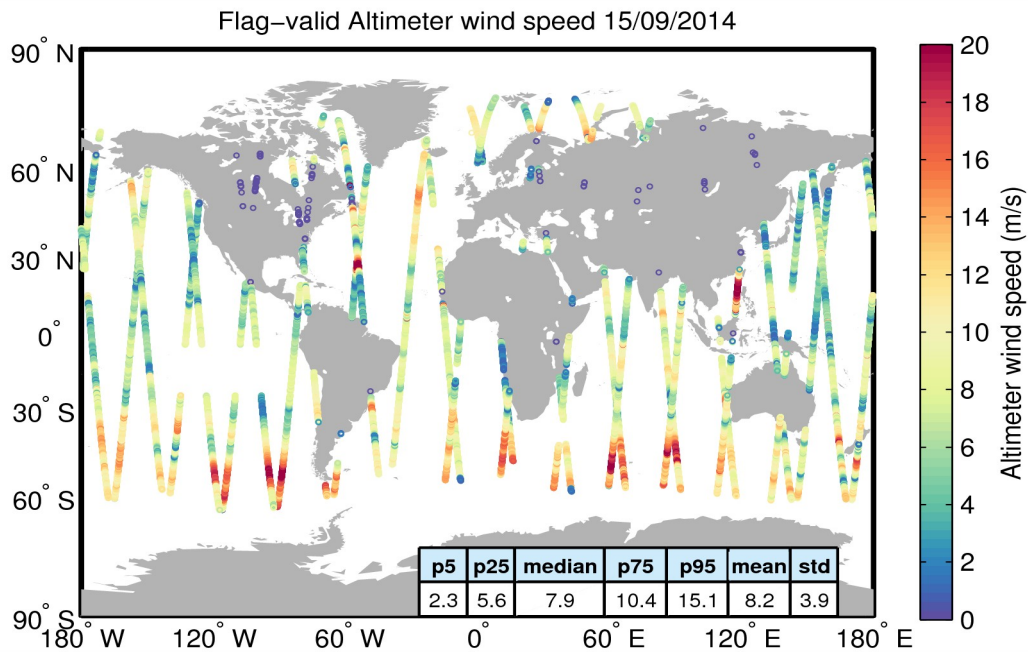 Flag−valid Altimeter wind speed 15/09/2014
90° N
60° N
30° N
0°
30° S
60° S
90° S
180° W
120° W
60° W
0°
60° E
120° E
180° E
p5 p25 median p75 p95 mean std
2.3 5.6 7.9 10.4 15.1 8.2 3.9
20
18
16
14
12
10
8
6
4
2
0
Altimeter wind speed (m/s)